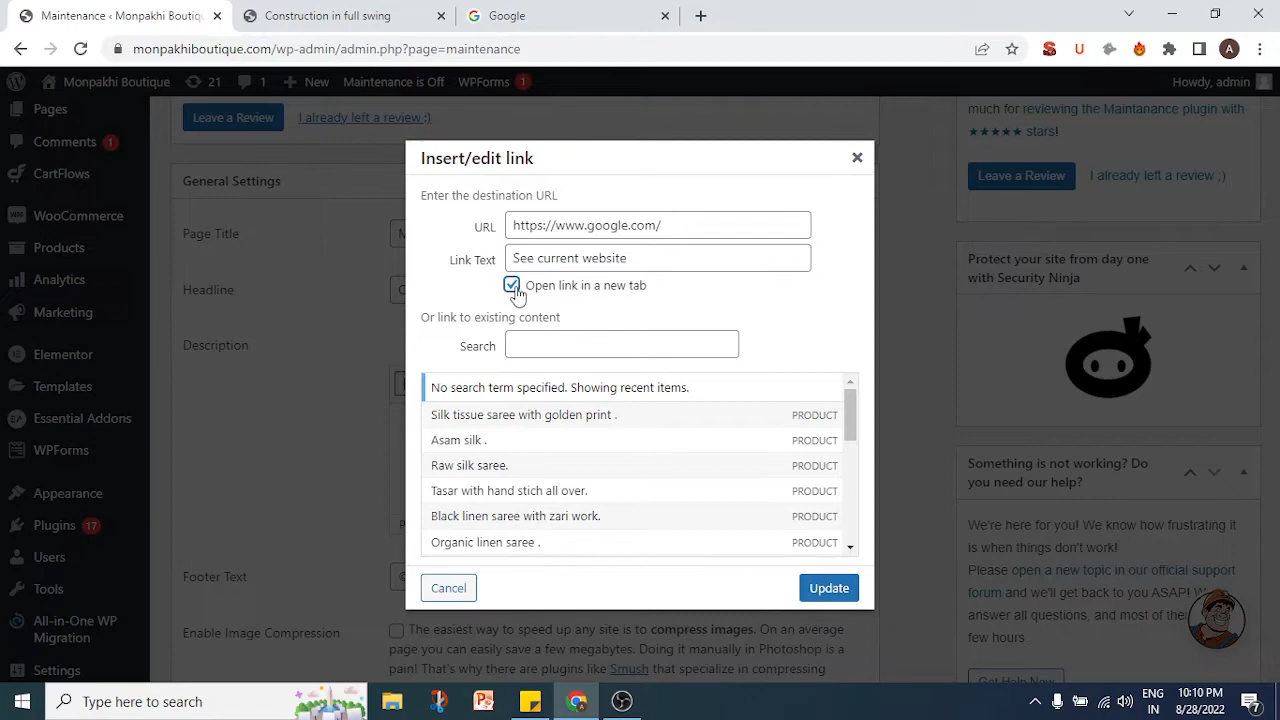 Maintenance ‹ Monpakhi Boutiqu
Construction in full swing
Google
monpakhiboutique.com/wp-admin/admin.php?page=maintenance
A
Monpakhi Boutique
21
1
New
Maintenance is Off
WPForms 1
Howdy, admin
Pages
Comments 1
CartFlows
WooCommerce
Products
Analytics
Marketing
Elementor
Templates
Essential Addons
WPForms
Appearance
Plugins 17
Users
Tools
All-in-One WP
Migration
Settings
Leave a Review
I already left a review ;)
General Settings
Page Title
Headline
Description
Footer Text
Enable Image Compression
The easiest way to speed up any site is to compress images. On an average
page you can easily save a few megabytes. Doing it manually in Photoshop is a
pain! That's why there are plugins like Smush that specialize in compressing
Insert/edit link
Enter the destination URL
URL
https://www.google.com/
Link Text
See current website
Open link in a new tab
Or link to existing content
Search
No search term specified. Showing recent items.
Silk tissue saree with golden print . PRODUCT
Asam silk . PRODUCT
Raw silk saree. PRODUCT
Tasar with hand stich all over. PRODUCT
Black linen saree with zari work. PRODUCT
Organic linen saree . PRODUCT
Cancel
Update
much for reviewing the Maintanance plugin with
★★★★★ stars!
Leave a Review
I already left a review ;)
Protect your site from day one
with Security Ninja
Something is not working? Do
you need our help?
We're here for you! We know how frustrating it
is when things don't work!
Please open a new topic in our official support
forum and we'll get back to you ASAP!
answer all questions, and most of the
few hours
Get Help Now
Type here to search
ENG
IN
10:10 PM
8/28/2022